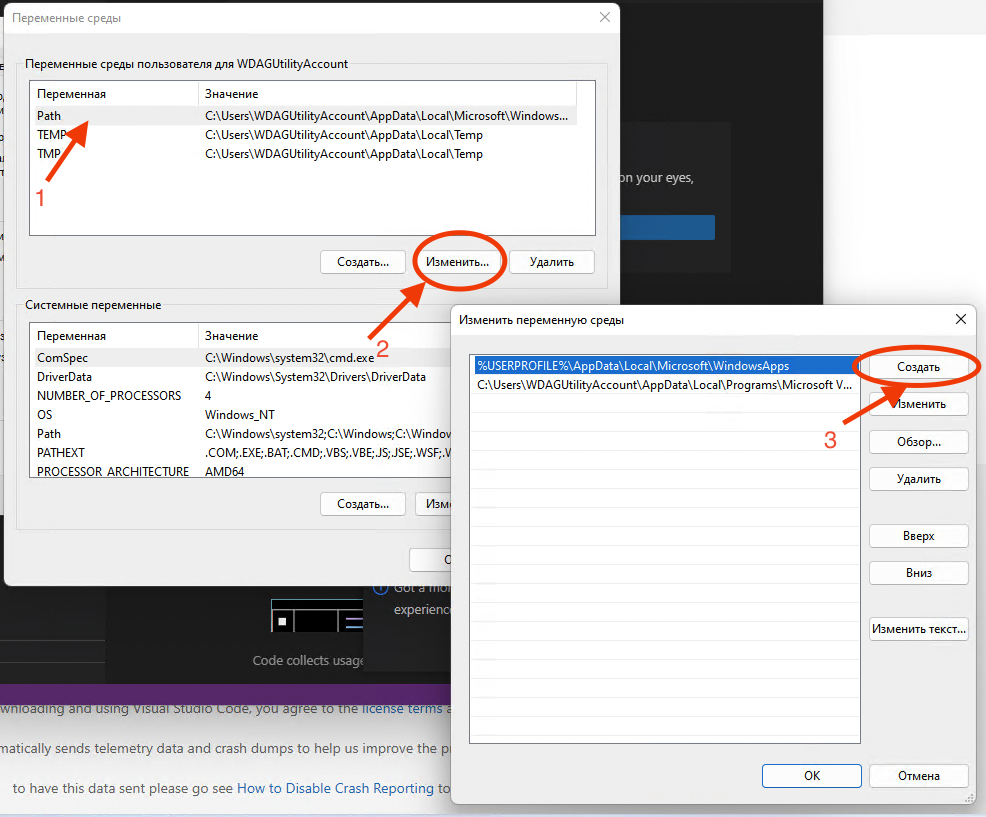 Переменные среды
Переменные среды пользователя для WDAGUtilityAccount
Переменная Значение
Path C:\Users\WDAGUtilityAccount\AppData\Local\Microsoft\Windows...
TEMP C:\Users\WDAGUtilityAccount\AppData\Local\Temp
TMP C:\Users\WDAGUtilityAccount\AppData\Local\Temp
1
on your eyes,
Создать... Изменить... Удалить
2
Системные переменные
Переменная Значение
ComSpec C:\Windows\system32\cmd.exe
DriverData C:\Windows\System32\Drivers\DriverData
NUMBER_OF_PROCESSORS 4
OS Windows_NT
Path C:\Windows\system32;C:\Windows;C:\Windov
PATHEXT .COM;.EXE;.BAT;.CMD;.VBS;.VBE;.JS;.JSE;.WSF;.
PROCESSOR_ARCHITECTURE AMD64
Создать... Изм
Изменить переменную среды
%USERPROFILE%\AppData\Local\Microsoft\WindowsApps
C:\Users\WDAGUtilityAccount\AppData\Local\Programs\Microsoft V...
Создать
3
Изменить
Обзор...
Удалить
Вверх
Вниз
Изменить текст...
OK Отмена
Got a mo
experience
Code collects usage
wnloading and using Visual Studio Code, you agree to the license terms a
matically sends telemetry data and crash dumps to help us improve the p
to have this data sent please go see How to Disable Crash Reporting to